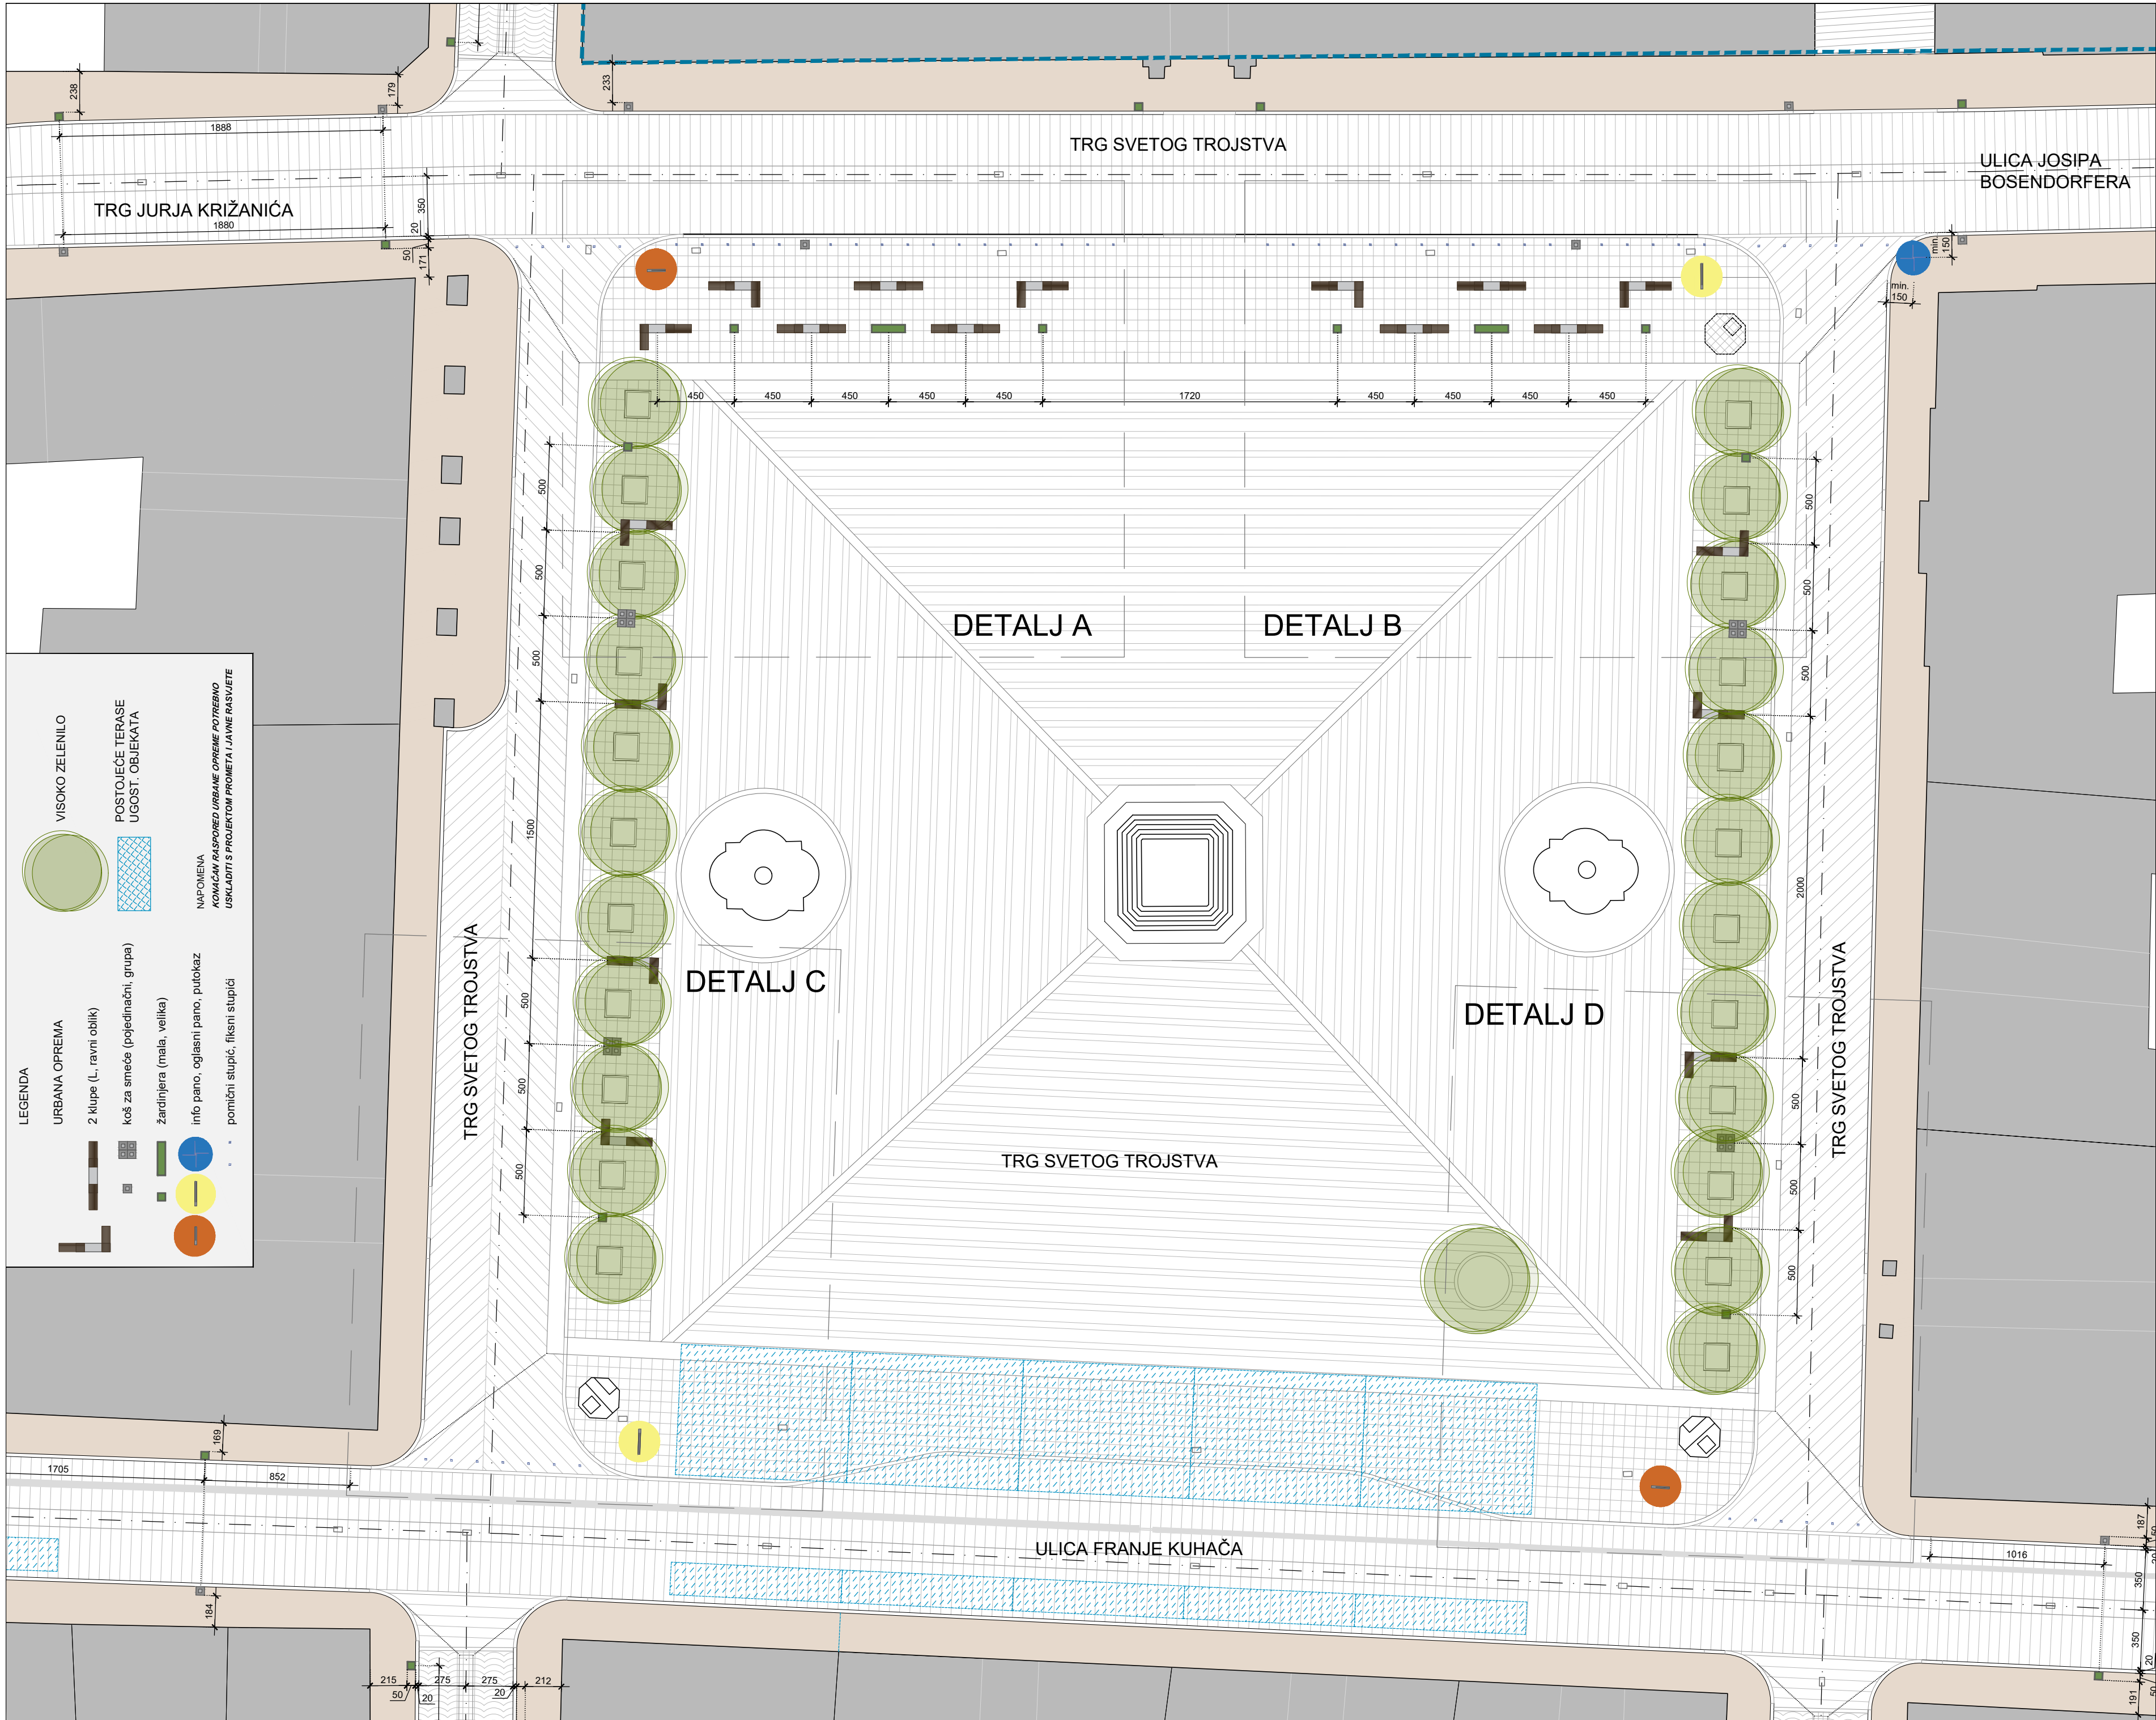 238
179
233
1888
TRG SVETOG TROJSTVA
ULICA JOSIPA
BOSENDORFERA
TRG JURJA KRIŽANIĆA
1880
350
20
50
171
min.
150
min.
150
450
450
450
450
450
1720
450
450
450
450
500
500
500
1500
500
500
500
500
500
500
2000
500
500
500
DETALJ A
DETALJ B
DETALJ C
DETALJ D
TRG SVETOG TROJSTVA
TRG SVETOG TROJSTVA
TRG SVETOG TROJSTVA
LEGENDA
URBANA OPREMA
2 klupe (L, ravni oblik)
koš za smeće (pojedinačni, grupa)
žardinjera (mala, velika)
info pano, oglasni pano, putokaz
pomični stupić, fiksni stupići
VISOKO ZELENILO
POSTOJEĆE TERASE
UGOST. OBJEKATA
NAPOMENA
KONAČAN RASPORED URBANE OPREME POTREBNO
USKLADITI S PROJEKTOM PROMETA I JAVNE RASVJETE
169
1705
852
ULICA FRANJE KUHAČA
184
215
50
20
275
275
20
212
1016
187
50
20
350
350
20
191
50